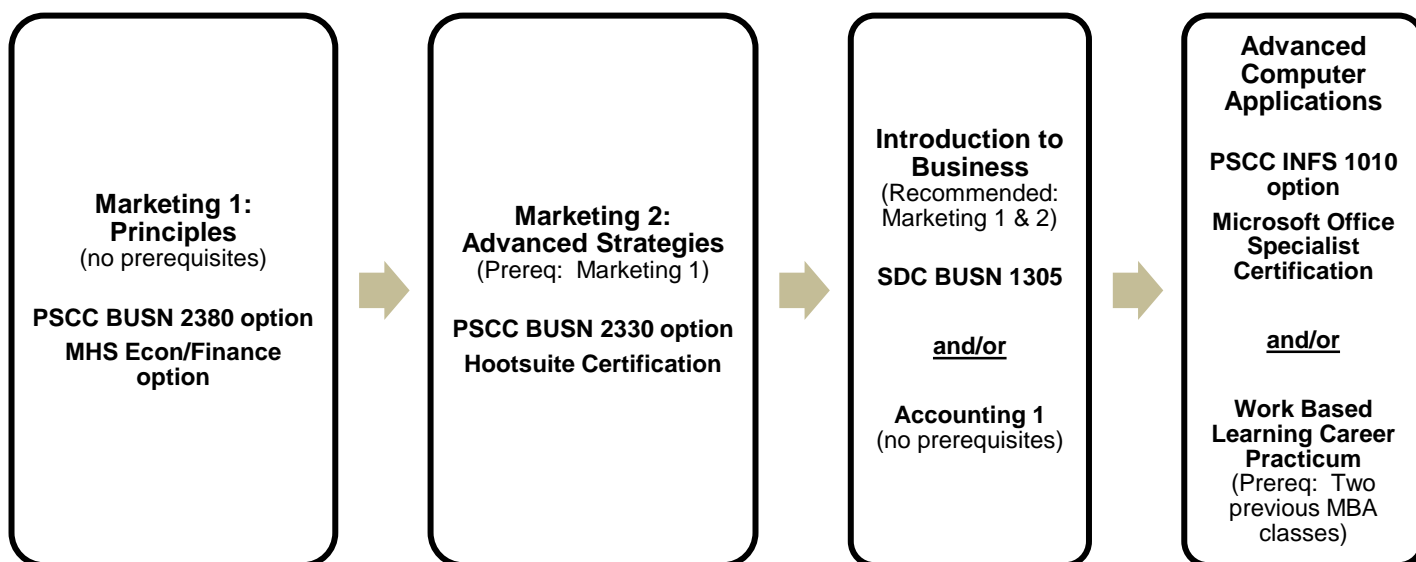 Marketing 1:
Principles
(no prerequisites)
PSCC BUSN 2380 option
MHS Econ/Finance
option
Marketing 2:
Advanced Strategies
(Prereq: Marketing 1)
PSCC BUSN 2330 option
Hootsuite Certification
Introduction to
Business
(Recommended:
Marketing 1 & 2)
SDC BUSN 1305
and/or
Accounting 1
(no prerequisites)
Advanced
Computer
Applications
PSCC INFS 1010
option
Microsoft Office
Specialist
Certification
and/or
Work Based
Learning Career
Practicum
(Prereq: Two
previous MBA
classes)